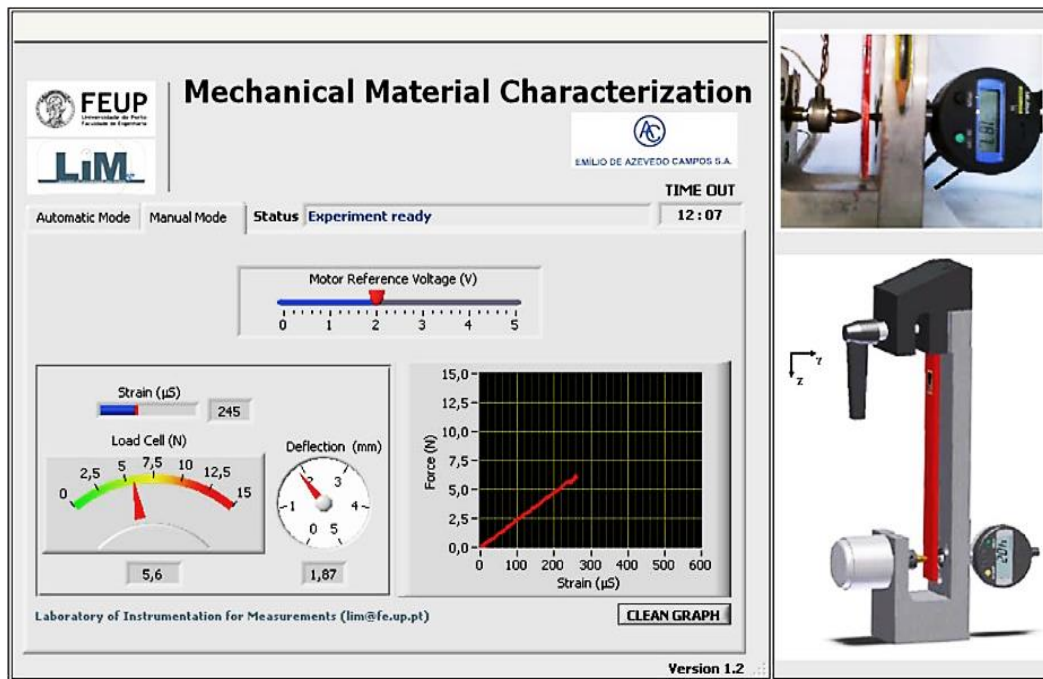 Mechanical Material Characterization
FEUP
Universidade do Porto
Faculdade de Engenharia
LiM
AC
EMÍLIO DE AZEVEDO CAMPOS S.A.
TIME OUT
12:07
Automatic Mode
Manual Mode
Status
Experiment ready
Motor Reference Voltage (V)
0 1 2 3 4 5
Strain (µS)
245
Load Cell (N)
0 2,5 5 7,5 10 12,5 15
5,6
Deflection (mm)
0 1 2 3 4 5
1,87
Force (N)
15,0
12,5
10,0
7,5
5,0
2,5
0,0
0 100 200 300 400 500 600
Strain (µS)
CLEAN GRAPH
Laboratory of Instrumentation for Measurements (lim@fe.up.pt)
Version 1.2
1.87
Y
Z